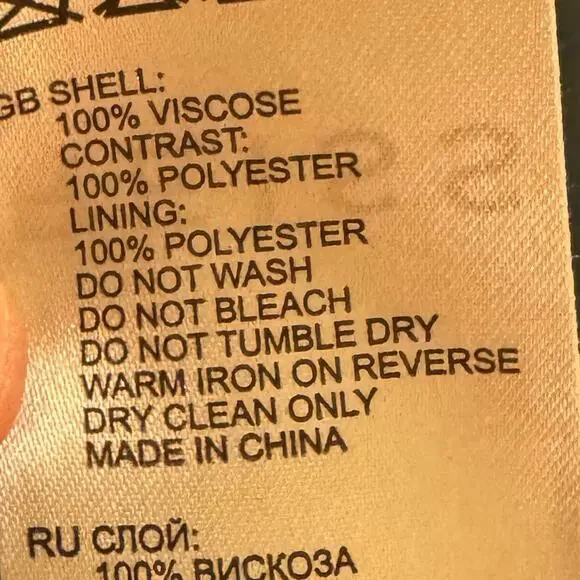 GB SHELL:
100% VISCOSE
CONTRAST:
100% POLYESTER
LINING:
100% POLYESTER
DO NOT WASH
DO NOT BLEACH
DO NOT TUMBLE DRY
WARM IRON ON REVERSE
DRY CLEAN ONLY
MADE IN CHINA
RU СЛОЙ:
100% ВИСКОЗА